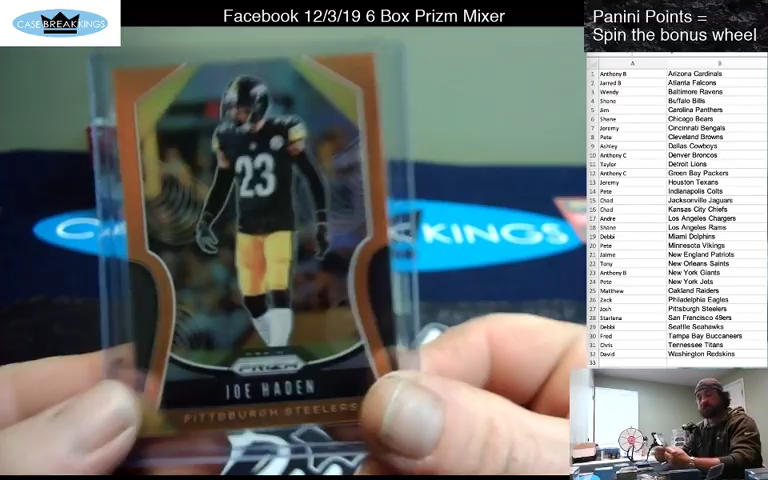 Facebook 12/3/19 6 Box Prizm Mixer
CASE BREAK KINGS
Panini Points =
Spin the bonus wheel
A B
1 Anthony B Arizona Cardinals
2 Jarred B Atlanta Falcons
3 Wendy Baltimore Ravens
4 Shane Buffalo Bills
5 Jim Carolina Panthers
6 Shane Chicago Bears
7 Jeremy Cincinnati Bengals
8 Pete Cleveland Browns
9 Ashley Dallas Cowboys
10 Anthony C Denver Broncos
11 Taylor Detroit Lions
12 Anthony C Green Bay Packers
13 Jeremy Houston Texans
14 Pete Indianapolis Colts
15 Chad Jacksonville Jaguars
16 Chad Kansas City Chiefs
17 Andre Los Angeles Chargers
18 Shane Los Angeles Rams
19 Debbi Miami Dolphins
20 Pete Minnesota Vikings
21 Jaime New England Patriots
22 Tony New Orleans Saints
23 Anthony B New York Giants
24 Pete New York Jets
25 Matthew Oakland Raiders
26 Zack Philadelphia Eagles
27 Josh Pittsburgh Steelers
28 Starlena San Francisco 49ers
29 Debbi Seattle Seahawks
30 Fred Tampa Bay Buccaneers
31 Chris Tennessee Titans
32 David Washington Redskins
33
23
KINGS
PRIZM
JOE HADEN
PITTSBURGH STEELERS